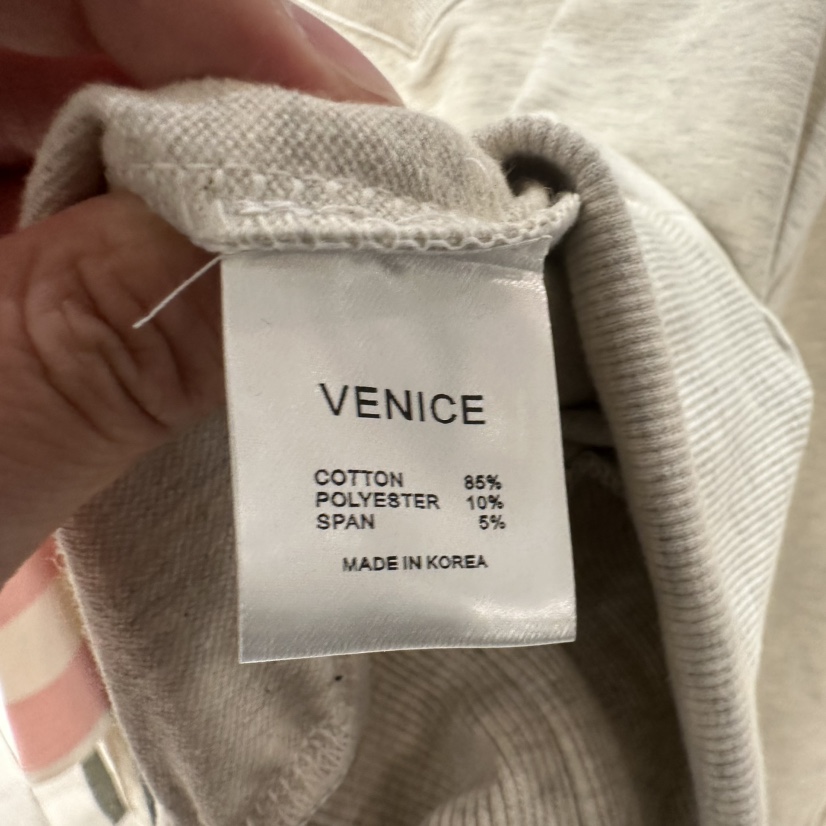 VENICE
COTTON 85%
POLYESTER 10%
SPAN 5%
MADE IN KOREA